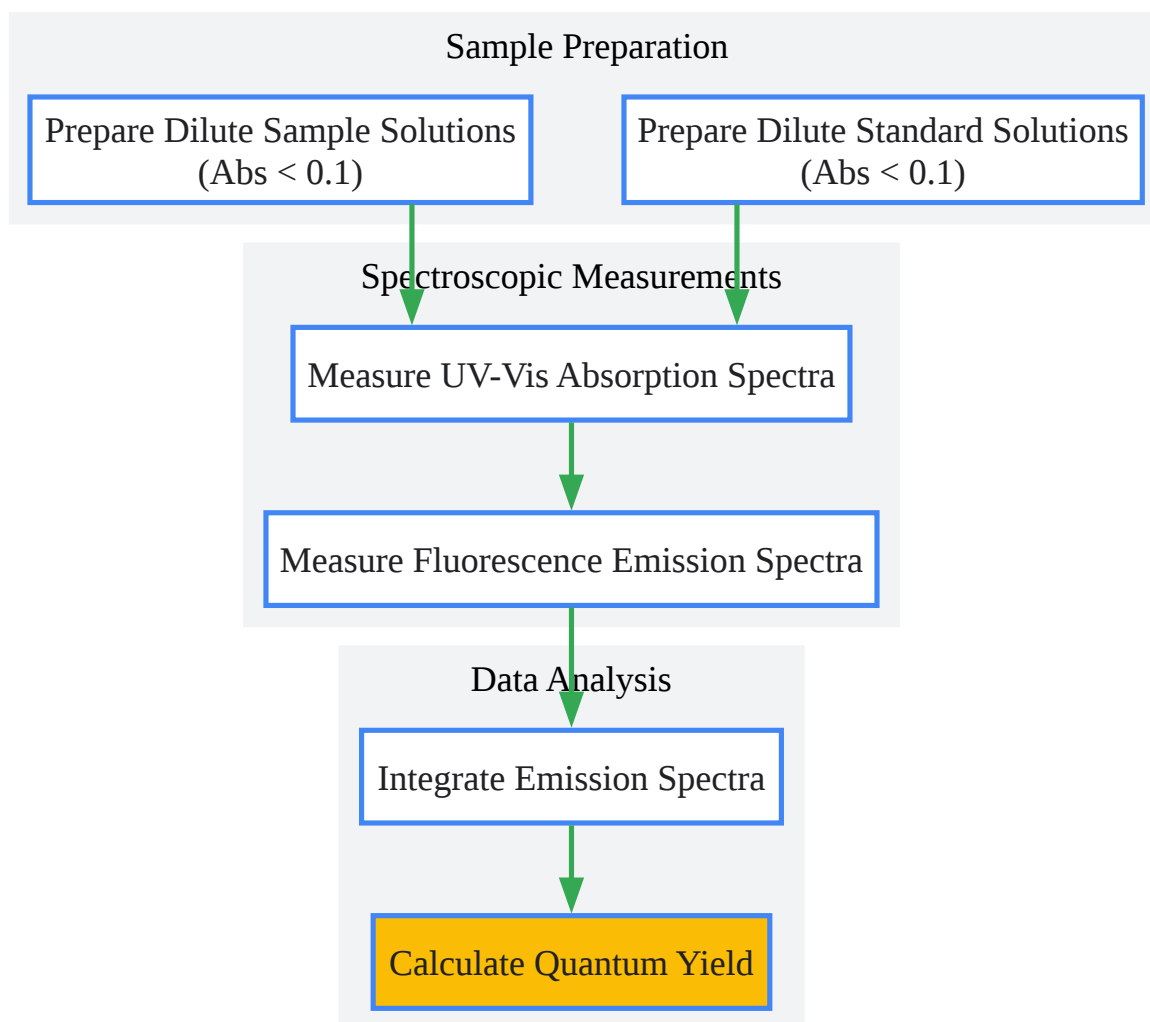 Sample Preparation
Prepare Dilute Sample Solutions
(Abs < 0.1)
Prepare Dilute Standard Solutions
(Abs < 0.1)
Spectroscopic Measurements
Measure UV-Vis Absorption Spectra
Measure Fluorescence Emission Spectra
Data Analysis
Integrate Emission Spectra
Calculate Quantum Yield